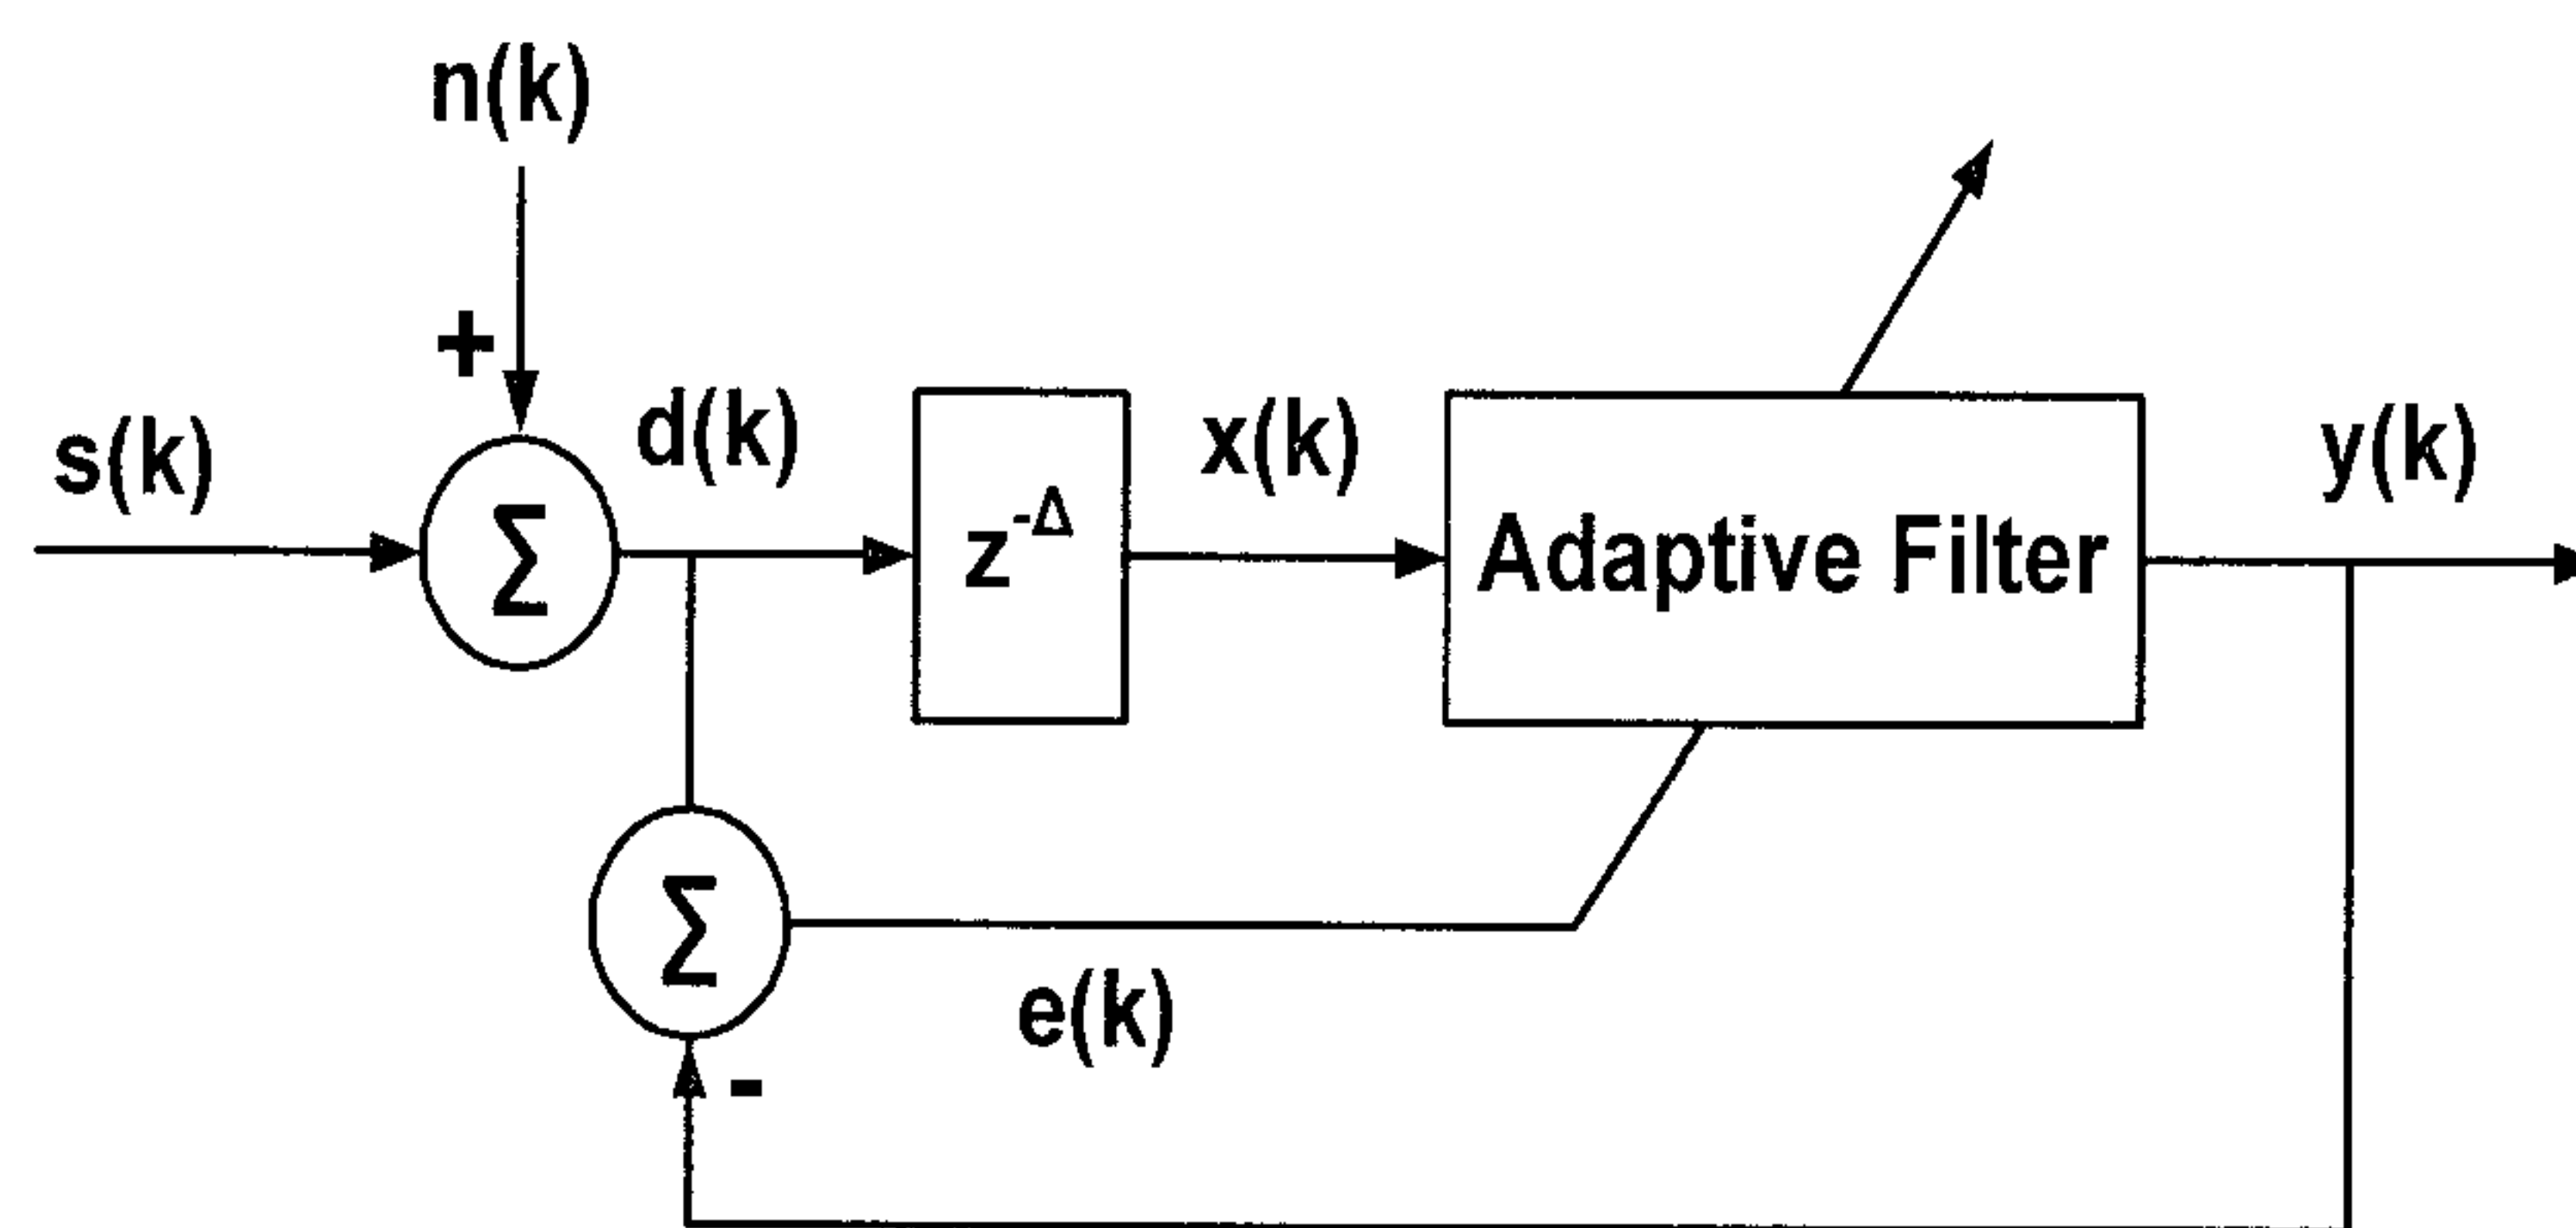 n(k)
+
s(k)
Σ
d(k)
z^-Δ
x(k)
Adaptive Filter
y(k)
Σ
e(k)
-